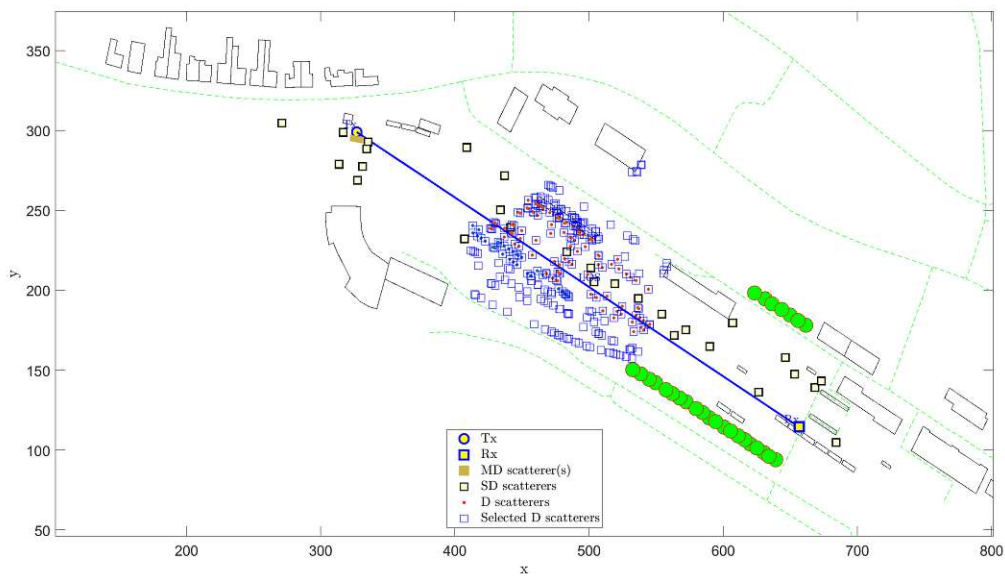 350
300
250
200
150
100
50
y
200
300
400
500
600
700
800
x
Tx
Rx
Tx
Rx
MD scatterer(s)
SD scatterers
D scatterers
Selected D scatterers